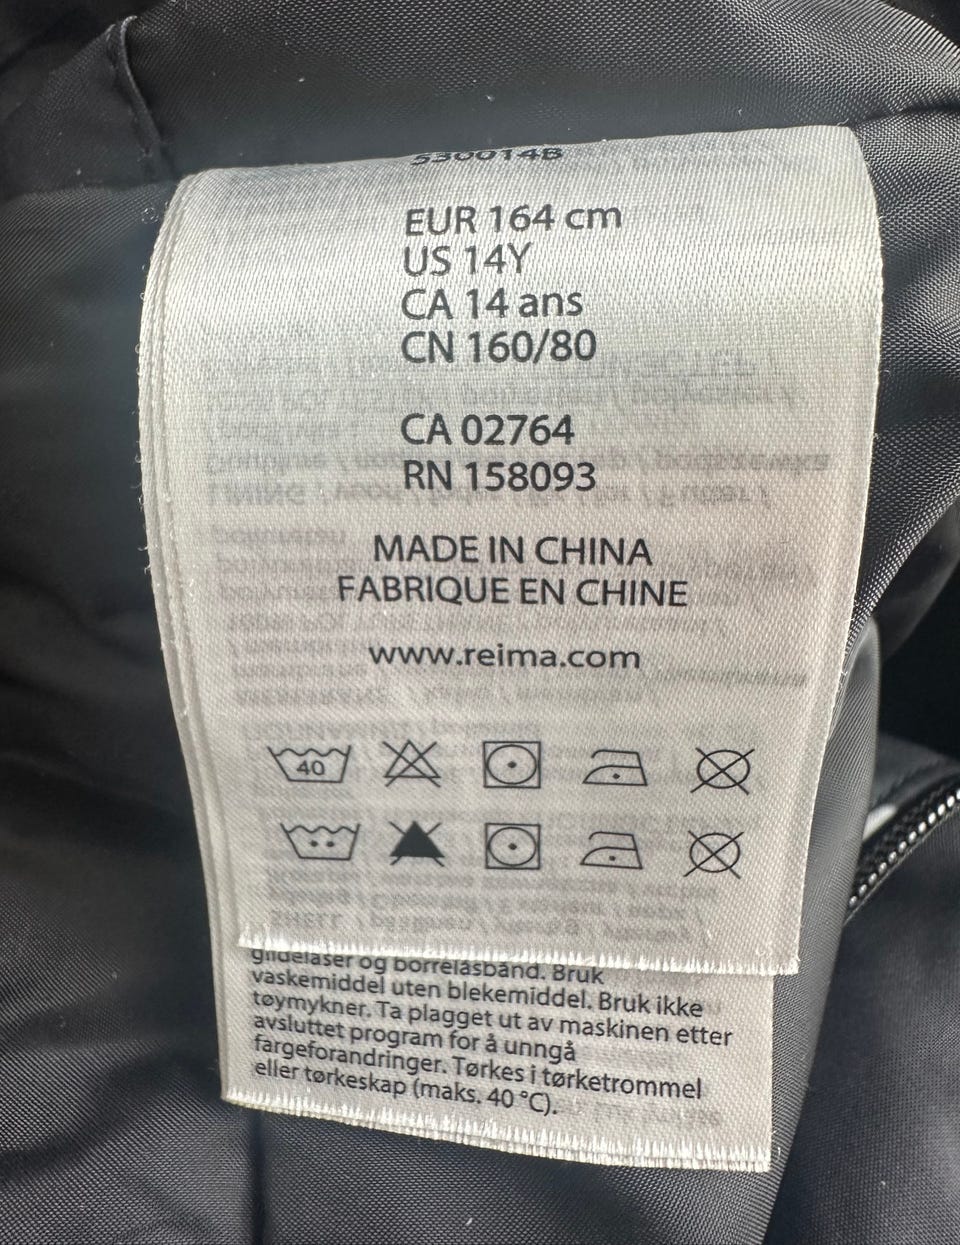 5300014B
EUR 164 cm
US 14Y
CA 14 ans
CN 160/80
CA 02764
RN 158093
MADE IN CHINA
FABRIQUE EN CHINE
www.reima.com
40
glidelåser og borrelåsbånd. Bruk
vaskemiddel uten blekemiddel. Bruk ikke
tøymykner. Ta plagget ut av maskinen etter
avsluttet program for å unngå
fargeforandringer. Tørkes i tørketrommel
eller tørkeskap (maks. 40 °C).